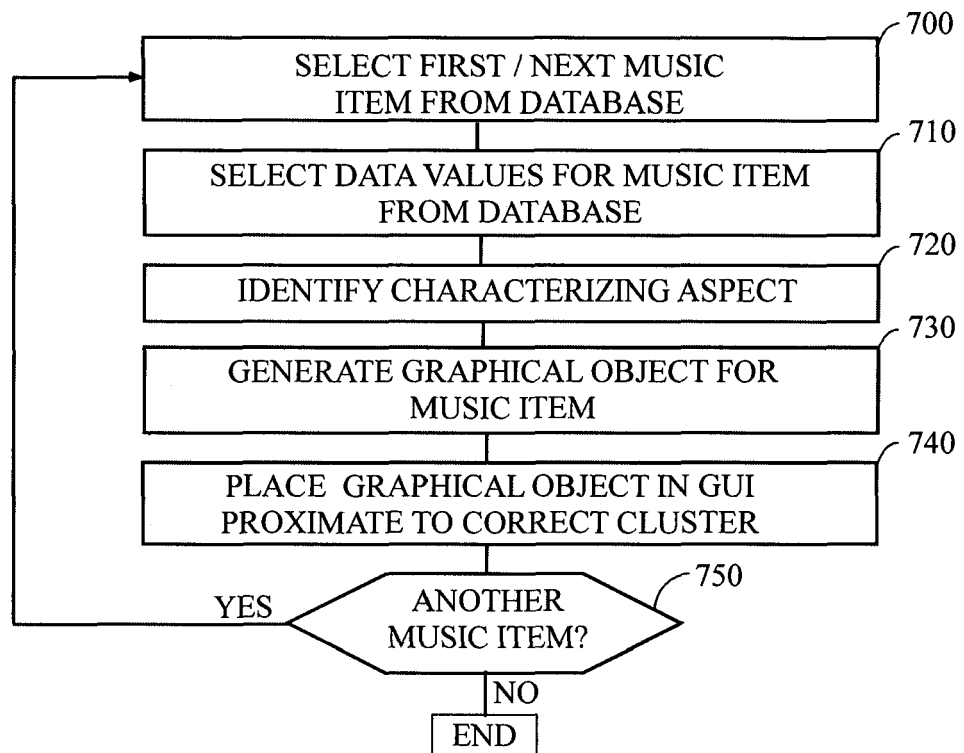 700
SELECT FIRST / NEXT MUSIC
ITEM FROM DATABASE
710
SELECT DATA VALUES FOR MUSIC ITEM
FROM DATABASE
720
IDENTIFY CHARACTERIZING ASPECT
730
GENERATE GRAPHICAL OBJECT FOR
MUSIC ITEM
740
PLACE GRAPHICAL OBJECT IN GUI
PROXIMATE TO CORRECT CLUSTER
750
YES
ANOTHER
MUSIC ITEM?
NO
END